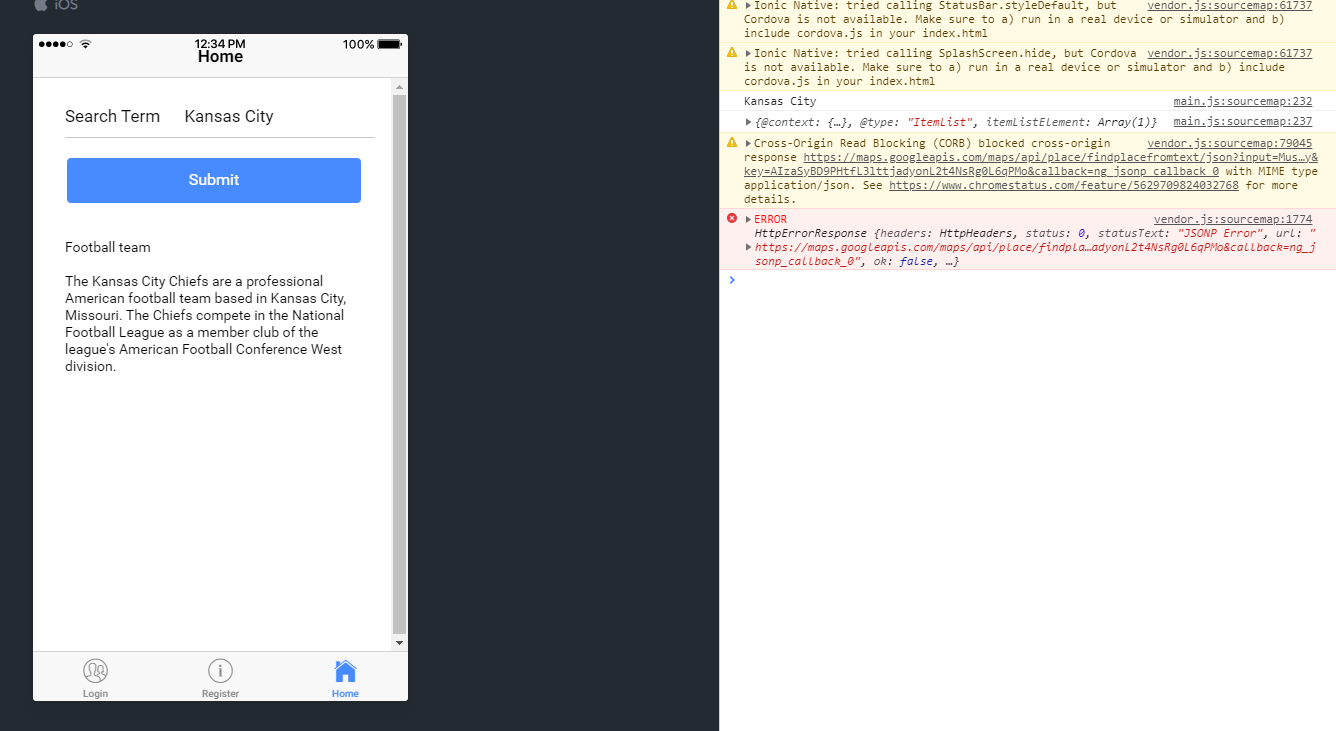 iOS
12:34 PM
100%
Home
Search Term Kansas City
Submit
Football team
The Kansas City Chiefs are a professional
American football team based in Kansas City,
Missouri. The Chiefs compete in the National
Football League as a member club of the
league's American Football Conference West
division.
Login
Register
Home
Ionic Native: tried calling StatusBar.styleDefault, but vendor.js:sourcemap:61737
Cordova is not available. Make sure to a) run in a real device or simulator and b)
include cordova.js in your index.html
Ionic Native: tried calling SplashScreen.hide, but Cordova vendor.js:sourcemap:61737
is not available. Make sure to a) run in a real device or simulator and b) include
cordova.js in your index.html
Kansas City main.js:sourcemap:232
{@context: {…}, @type: "ItemList", itemListElement: Array(1)} main.js:sourcemap:237
Cross-Origin Read Blocking (CORB) blocked cross-origin vendor.js:sourcemap:79045
response https://maps.googleapis.com/maps/api/place/findplacefromtext/json?input=Mus…y&
key=AIzaSyBD9PHtfL3lttjadyonL2t4NsRg0L6qPMo&callback=ng_jsonp_callback_0 with MIME type
application/json. See https://www.chromestatus.com/feature/5629709824032768 for more
details.
ERROR vendor.js:sourcemap:1774
HttpErrorResponse {headers: HttpHeaders, status: 0, statusText: "JSONP Error", url: "
https://maps.googleapis.com/maps/api/place/findpla…adyonL2t4NsRg0L6qPMo&callback=ng_j
sonp_callback_0", ok: false, …}